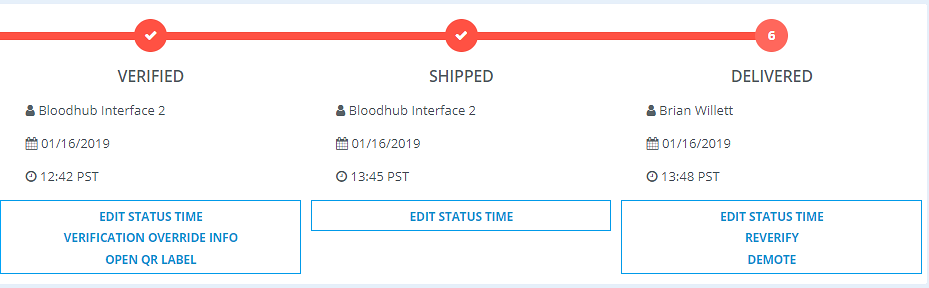 6
VERIFIED
SHIPPED
DELIVERED
Bloodhub Interface 2
Bloodhub Interface 2
Brian Willett
01/16/2019
01/16/2019
01/16/2019
12:42 PST
13:45 PST
13:48 PST
EDIT STATUS TIME
VERIFICATION OVERRIDE INFO
OPEN QR LABEL
EDIT STATUS TIME
EDIT STATUS TIME
REVERIFY
DEMOTE